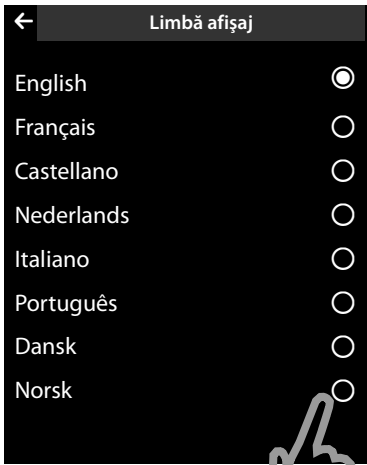 Limbă afişaj
English
Français
Castellano
Nederlands
Italiano
Português
Dansk
Norsk